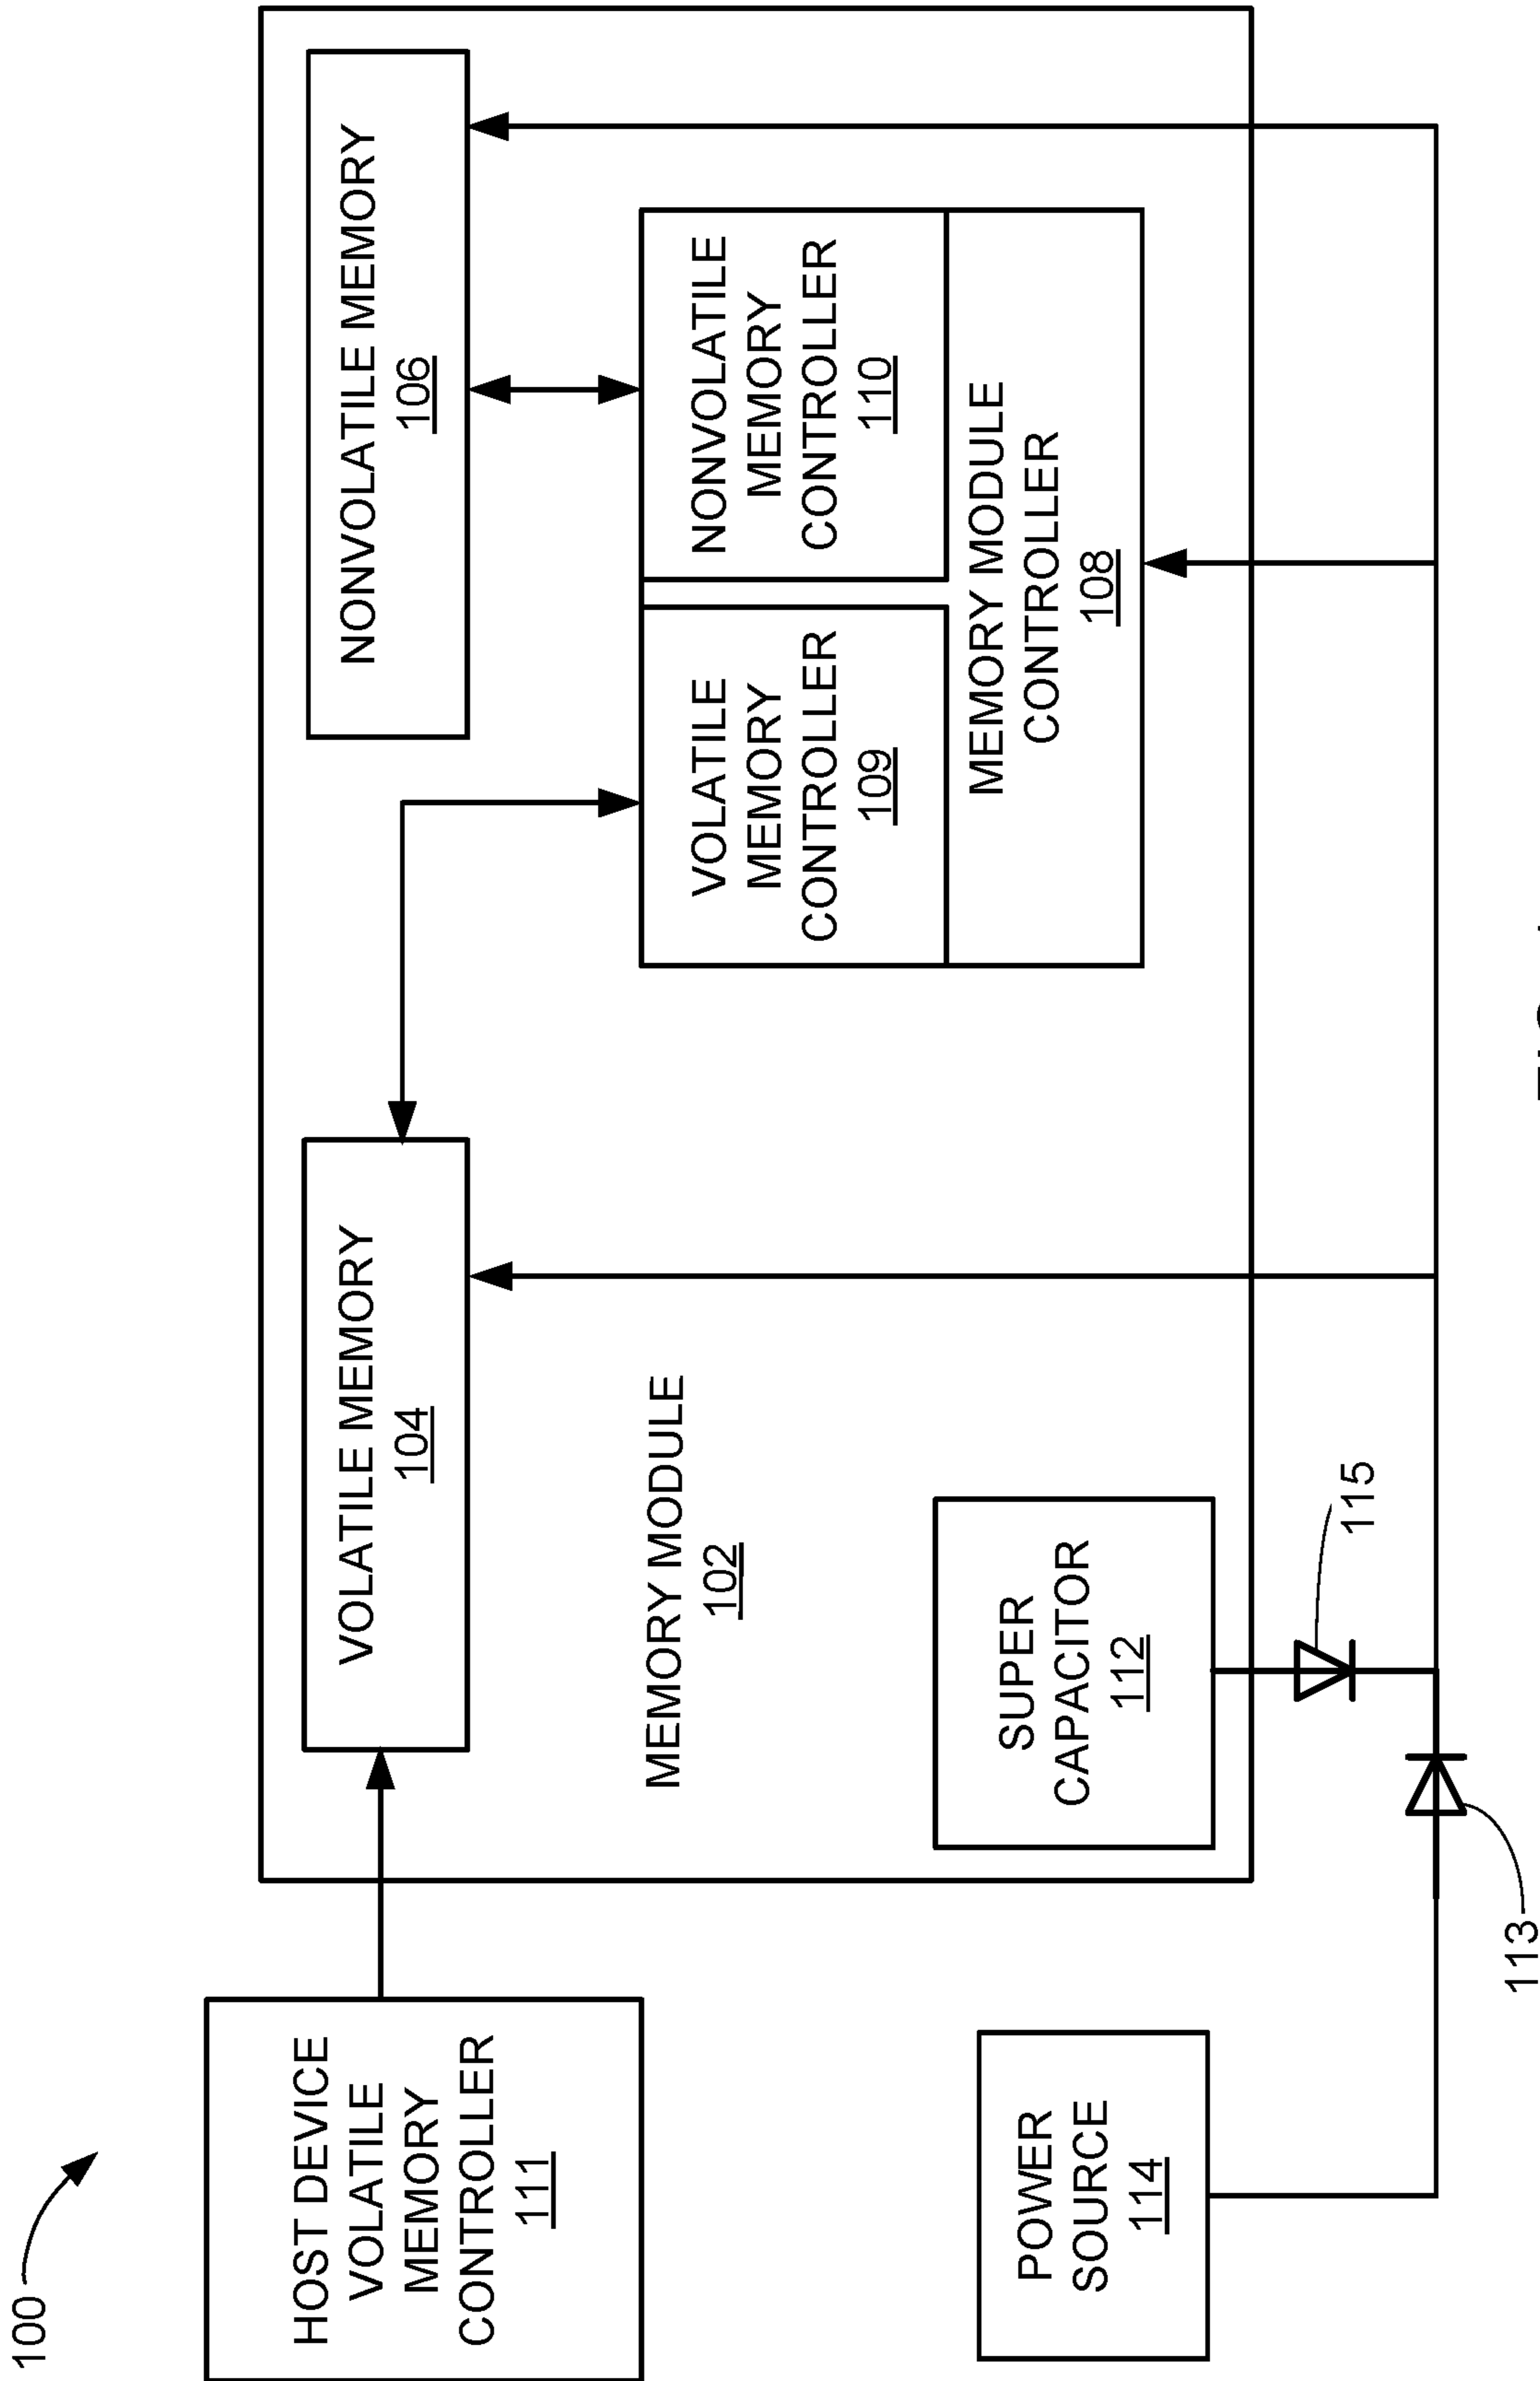 100
HOST DEVICE
VOLATILE
MEMORY
CONTROLLER
111
VOLATILE MEMORY
104
NONVOLATILE MEMORY
106
MEMORY MODULE
102
VOLATILE
MEMORY
CONTROLLER
109
NONVOLATILE
MEMORY
CONTROLLER
110
MEMORY MODULE
CONTROLLER
108
POWER
SOURCE
114
SUPER
CAPACITOR
112
115
113